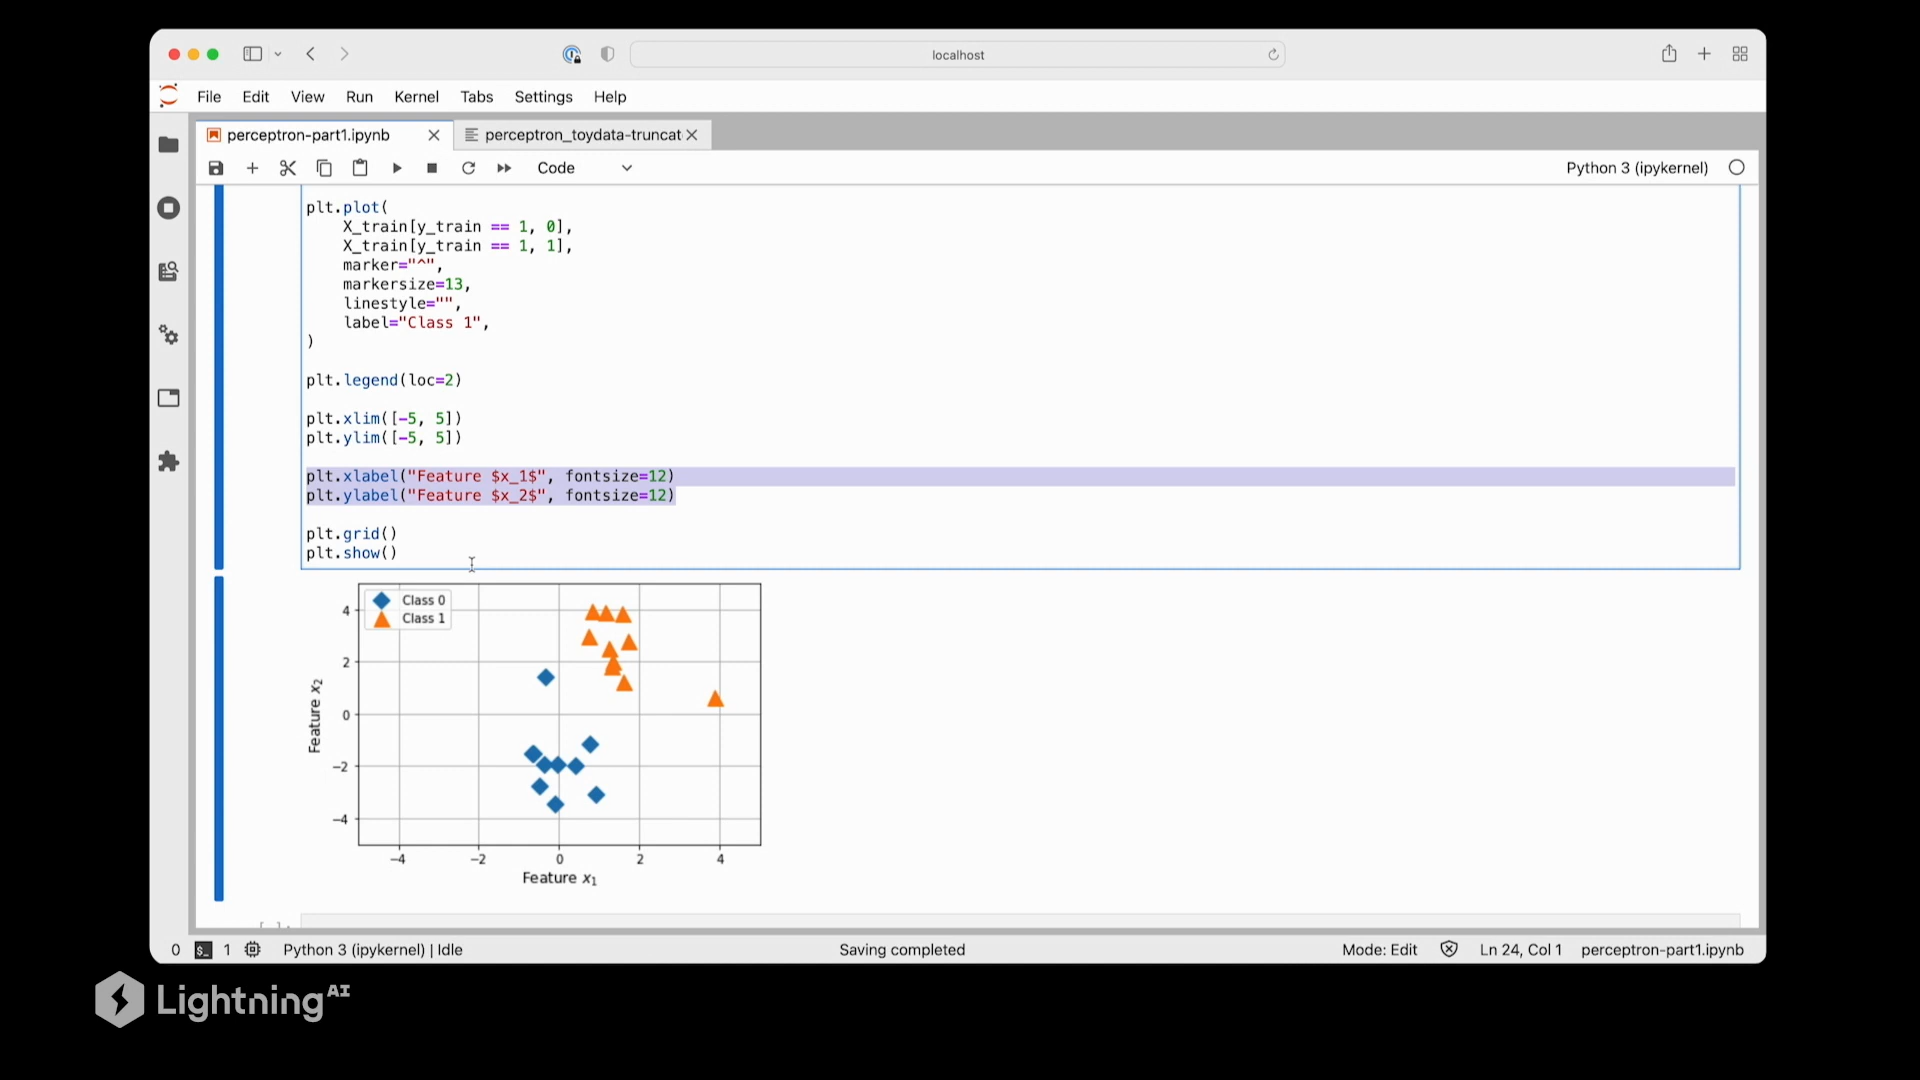 localhost
File Edit View Run Kernel Tabs Settings Help
perceptron-part1.ipynb
perceptron_toydata-truncat
Code
Python 3 (ipykernel)
plt.plot(
X_train[y_train == 1, 0],
X_train[y_train == 1, 1],
marker="^",
markersize=13,
linestyle="",
label="Class 1",
)
plt.legend(loc=2)
plt.xlim([-5, 5])
plt.ylim([-5, 5])
plt.xlabel("Feature $x_1$", fontsize=12)
plt.ylabel("Feature $x_2$", fontsize=12)
plt.grid()
plt.show()
Class 0
Class 1
4
2
0
−2
−4
Feature x₂
−4 −2 0 2 4
Feature x₁
0 $_ 1 Python 3 (ipykernel) | Idle
Saving completed
Mode: Edit
Ln 24, Col 1
perceptron-part1.ipynb
Lightning AI